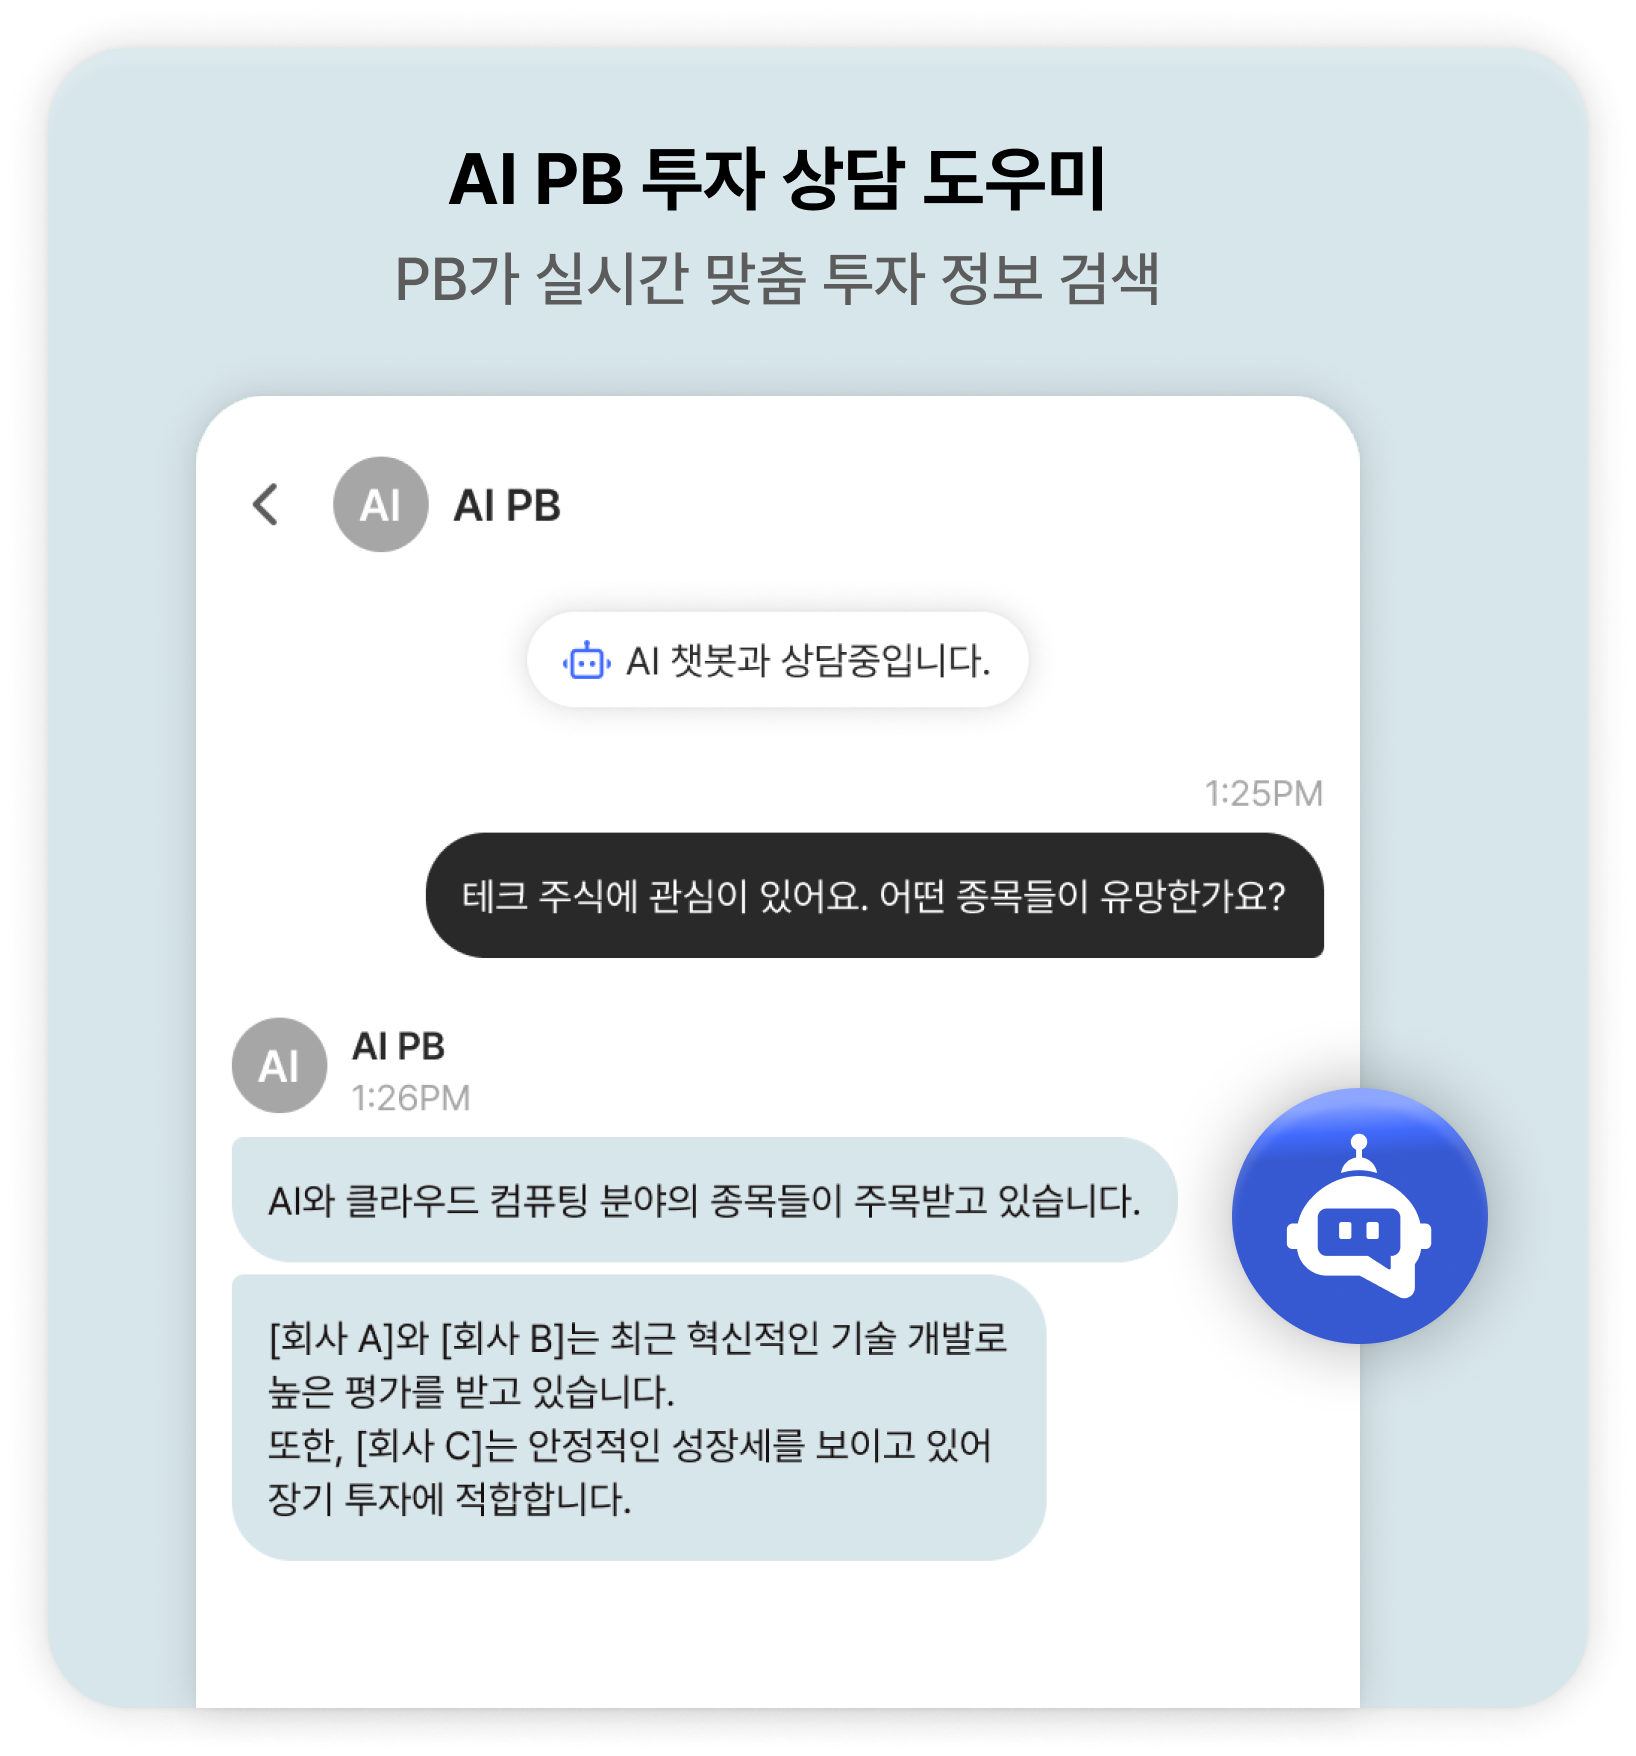 AI PB 투자 상담 도우미
PB가 실시간 맞춤 투자 정보 검색
AI AI PB
AI 챗봇과 상담중입니다.
1:25PM
테크 주식에 관심이 있어요. 어떤 종목들이 유망한가요?
AI AI PB
1:26PM
AI와 클라우드 컴퓨팅 분야의 종목들이 주목받고 있습니다.
[회사 A]와 [회사 B]는 최근 혁신적인 기술 개발로
높은 평가를 받고 있습니다.
또한, [회사 C]는 안정적인 성장세를 보이고 있어
장기 투자에 적합합니다.